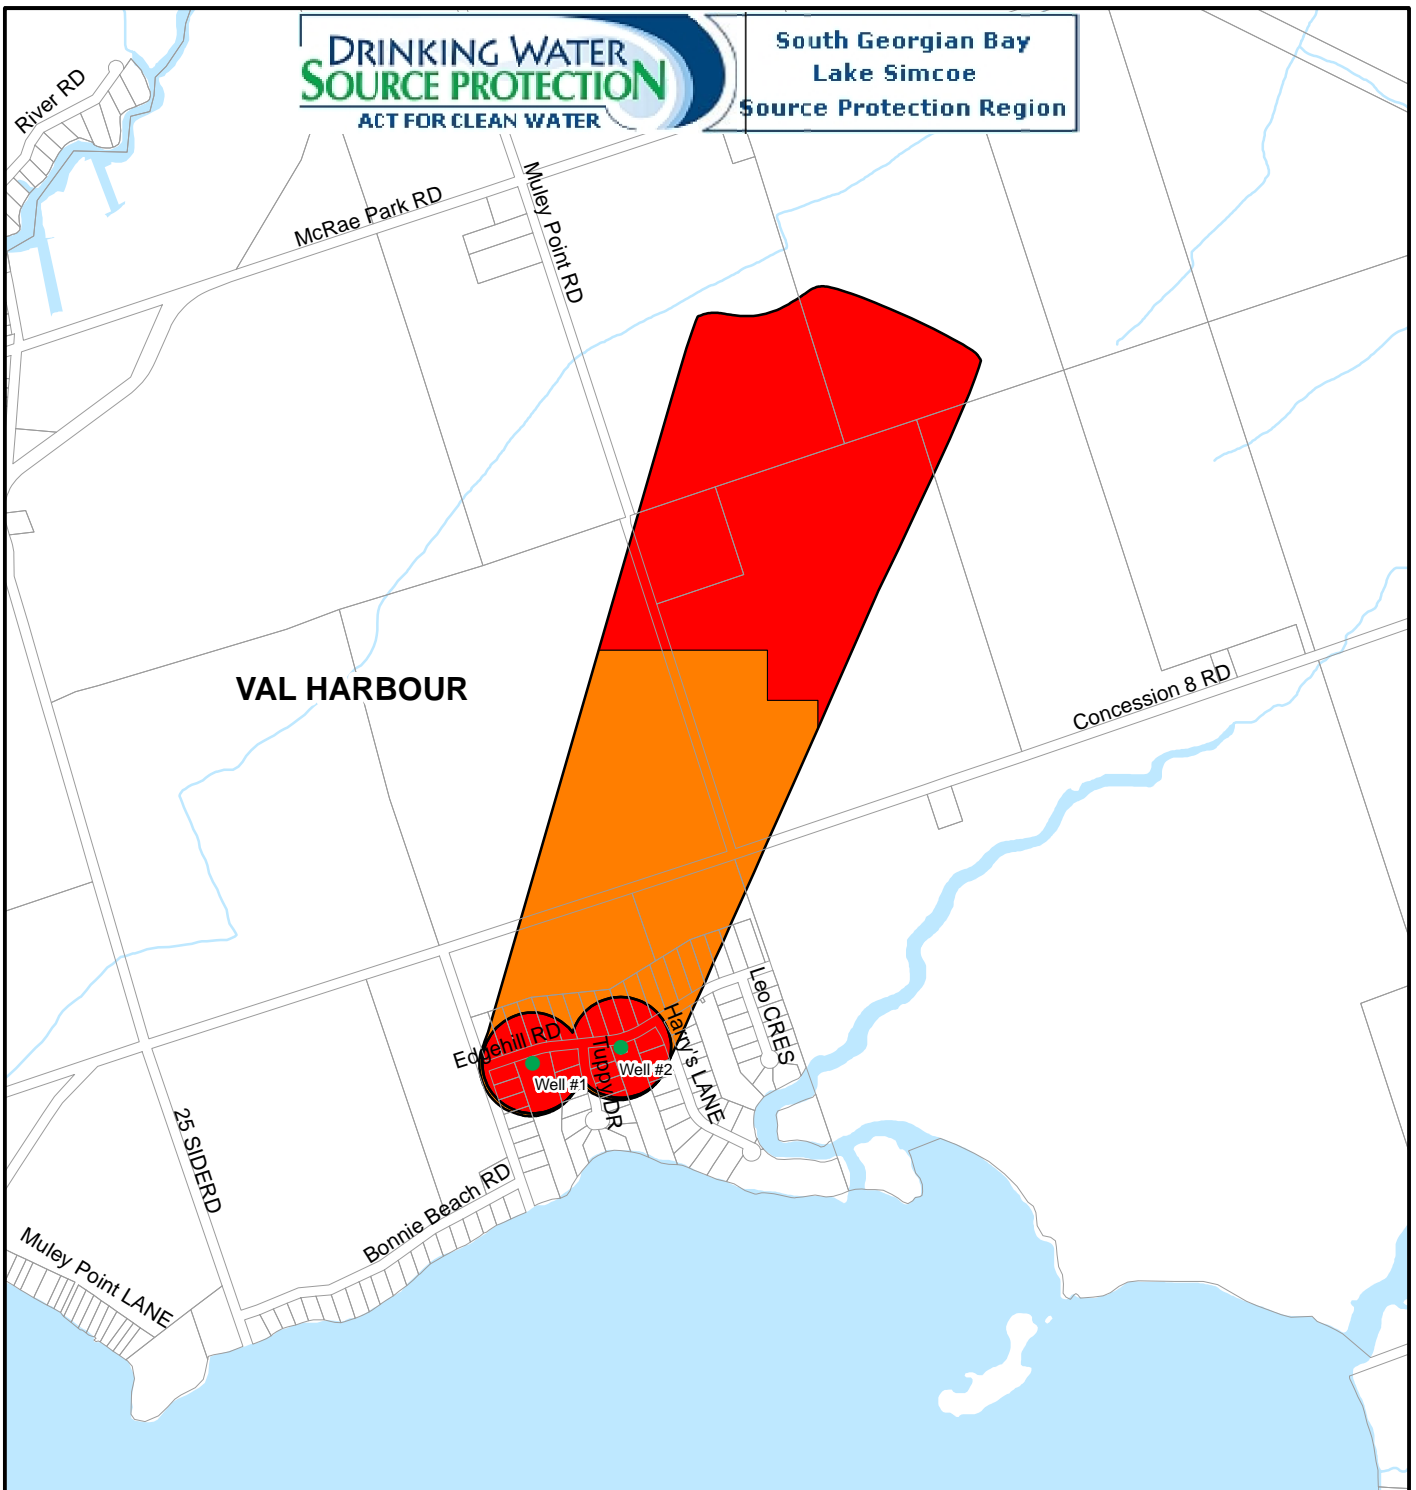 DRINKING WATER
SOURCE PROTECTION
ACT FOR CLEAN WATER
South Georgian Bay
Lake Simcoe
Source Protection Region
River RD
McRae Park RD
Muley Point RD
VAL HARBOUR
Concession 8 RD
Leo CRES
Harry's LANE
Edgehill RD
Tuppy DR
Well #1
Well #2
25 SIDERD
Bonnie Beach RD
Muley Point LANE